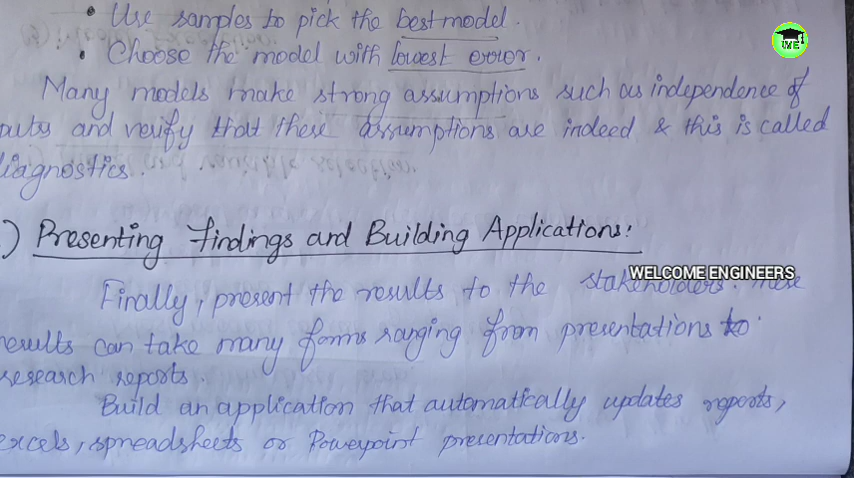 • Use samples to pick the best model.
• Choose the model with lowest error.
Many models make strong assumptions such as independence of
puts and verify that these assumptions are indeed & this is called
iagnostics.
) Presenting Findings and Building Applications:
WELCOME ENGINEERS
Finally, present the results to the stakeholders. These
results can take many forms ranging from presentations to
research reports.
Build an application that automatically updates reports,
excels, spreadsheets or Powerpoint presentations.
WE